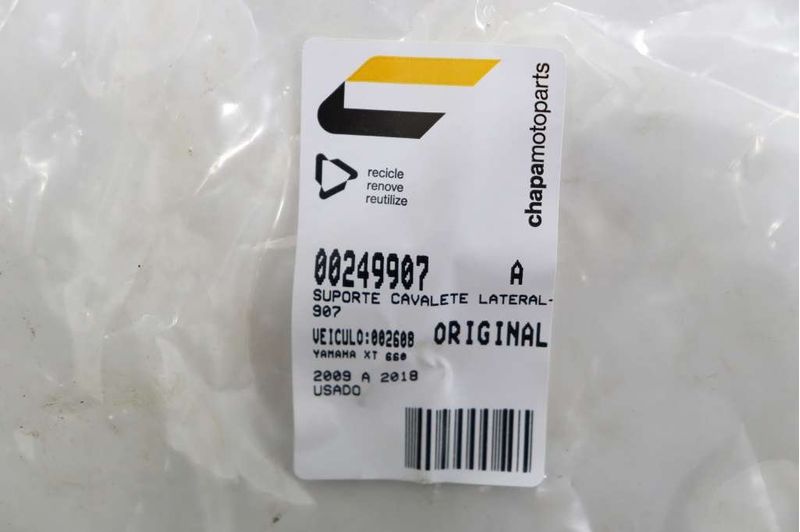 chapamotoparts
recicle
renove
reutilize
00249907 A
SUPORTE CAVALETE LATERAL-
907
VEICULO:002608 ORIGINAL
YAMAHA XT 660
2009 A 2018
USADO